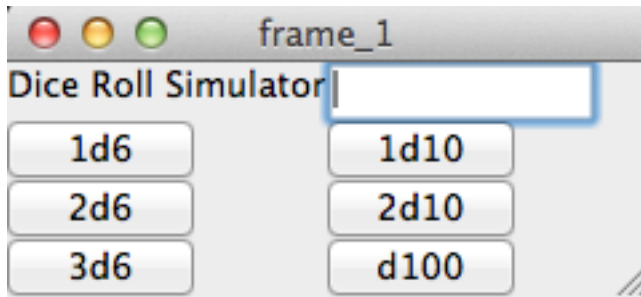 frame_1
Dice Roll Simulator
1d6 1d10
2d6 2d10
3d6 d100